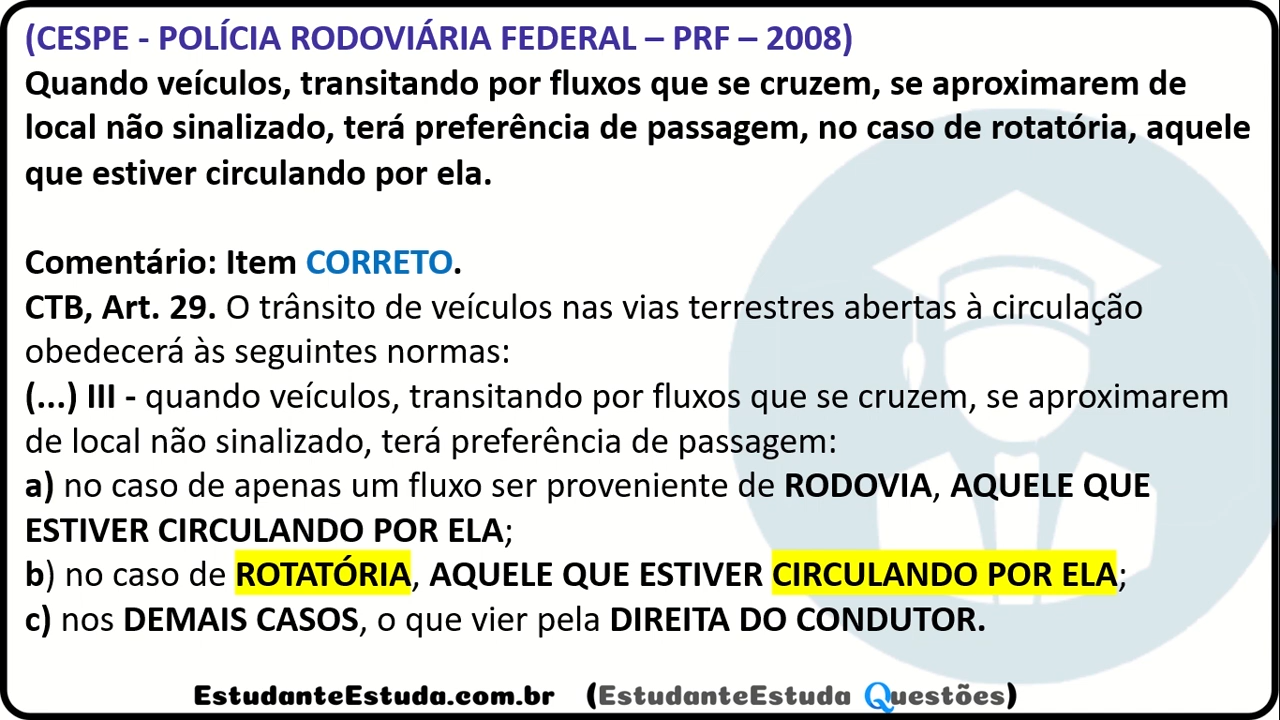 (CESPE - POLÍCIA RODOVIÁRIA FEDERAL – PRF – 2008)
Quando veículos, transitando por fluxos que se cruzem, se aproximarem de
local não sinalizado, terá preferência de passagem, no caso de rotatória, aquele
que estiver circulando por ela.
Comentário: Item CORRETO.
CTB, Art. 29. O trânsito de veículos nas vias terrestres abertas à circulação
obedecerá às seguintes normas:
(...) III - quando veículos, transitando por fluxos que se cruzem, se aproximarem
de local não sinalizado, terá preferência de passagem:
a) no caso de apenas um fluxo ser proveniente de RODOVIA, AQUELE QUE
ESTIVER CIRCULANDO POR ELA;
b) no caso de ROTATÓRIA, AQUELE QUE ESTIVER CIRCULANDO POR ELA;
c) nos DEMAIS CASOS, o que vier pela DIREITA DO CONDUTOR.
EstudanteEstuda.com.br (EstudanteEstuda Questões)